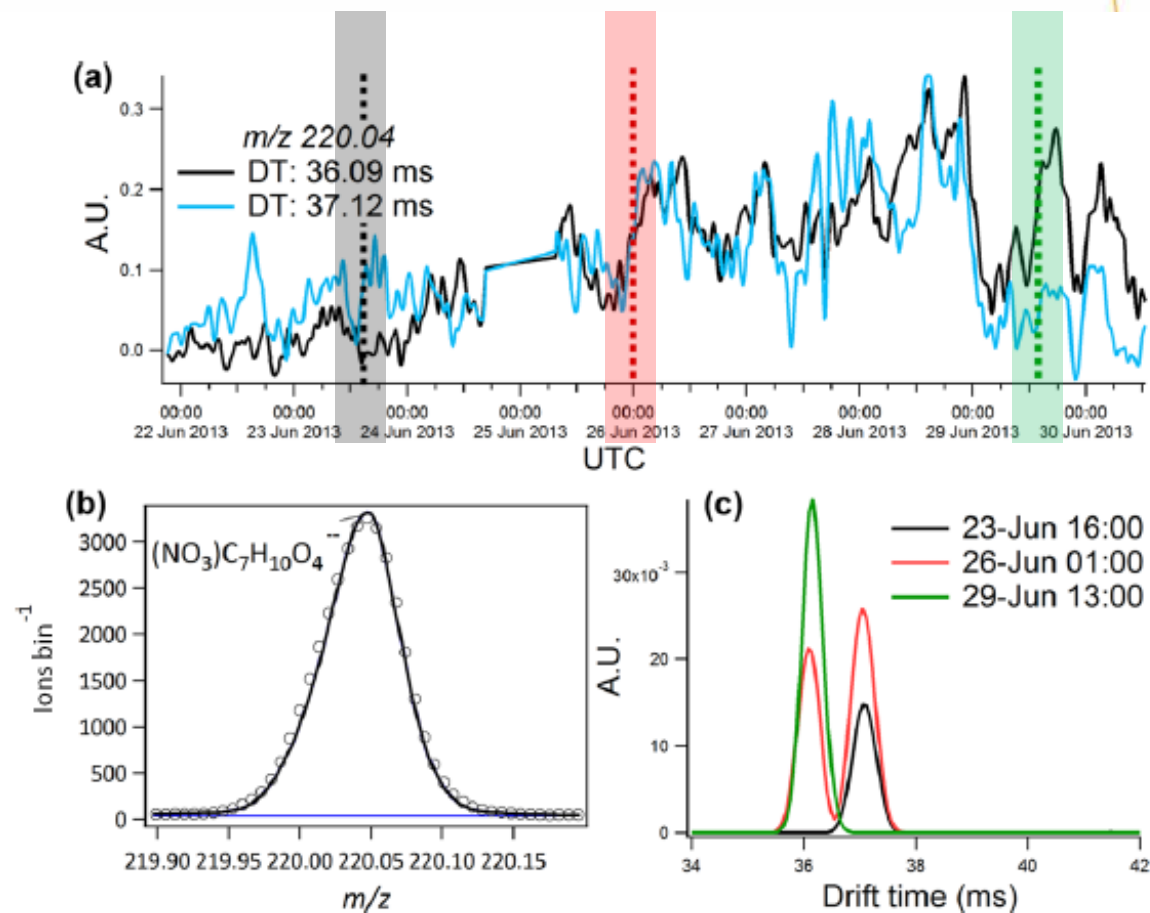 (a)
0.3
0.2
0.1
0.0
A.U.
m/z 220.04
DT: 36.09 ms
DT: 37.12 ms
00:00 00:00 00:00 00:00 00:00 00:00 00:00 00:00 00:00
22 Jun 2013 23 Jun 2013 24 Jun 2013 25 Jun 2013 26 Jun 2013 27 Jun 2013 28 Jun 2013 29 Jun 2013 30 Jun 2013
UTC
(b)
3000
2500
2000
1500
1000
500
0
Ions bin-1
(NO3)C7H10O4--
219.90 219.95 220.00 220.05 220.10 220.15
m/z
(c)
30x10-3
20
10
0
A.U.
23-Jun 16:00
26-Jun 01:00
29-Jun 13:00
34 36 38 40 42
Drift time (ms)